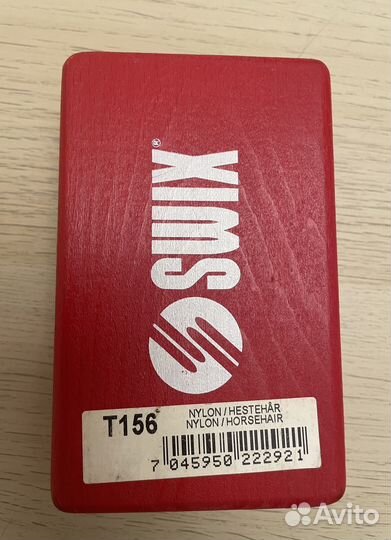 SWIX®
T156
NYLON / HESTEHÅR
NYLON / HORSEHAIR
7 045950 222921
Avito